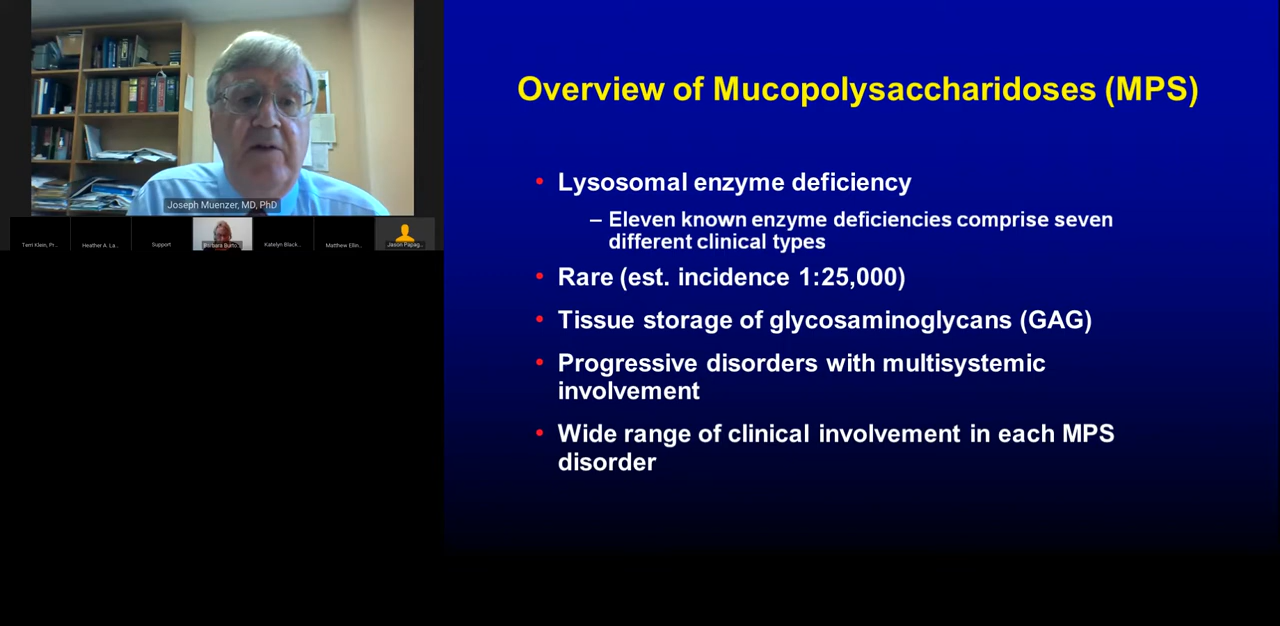 Joseph Muenzer, MD, PhD
Terri Klein, Pr...
Heather A. La...
Support
Barbara Burto...
Katelyn Black...
Matthew Ellin...
Jason Papag...
Overview of Mucopolysaccharidoses (MPS)
• Lysosomal enzyme deficiency
– Eleven known enzyme deficiencies comprise seven
different clinical types
• Rare (est. incidence 1:25,000)
• Tissue storage of glycosaminoglycans (GAG)
• Progressive disorders with multisystemic
involvement
• Wide range of clinical involvement in each MPS
disorder